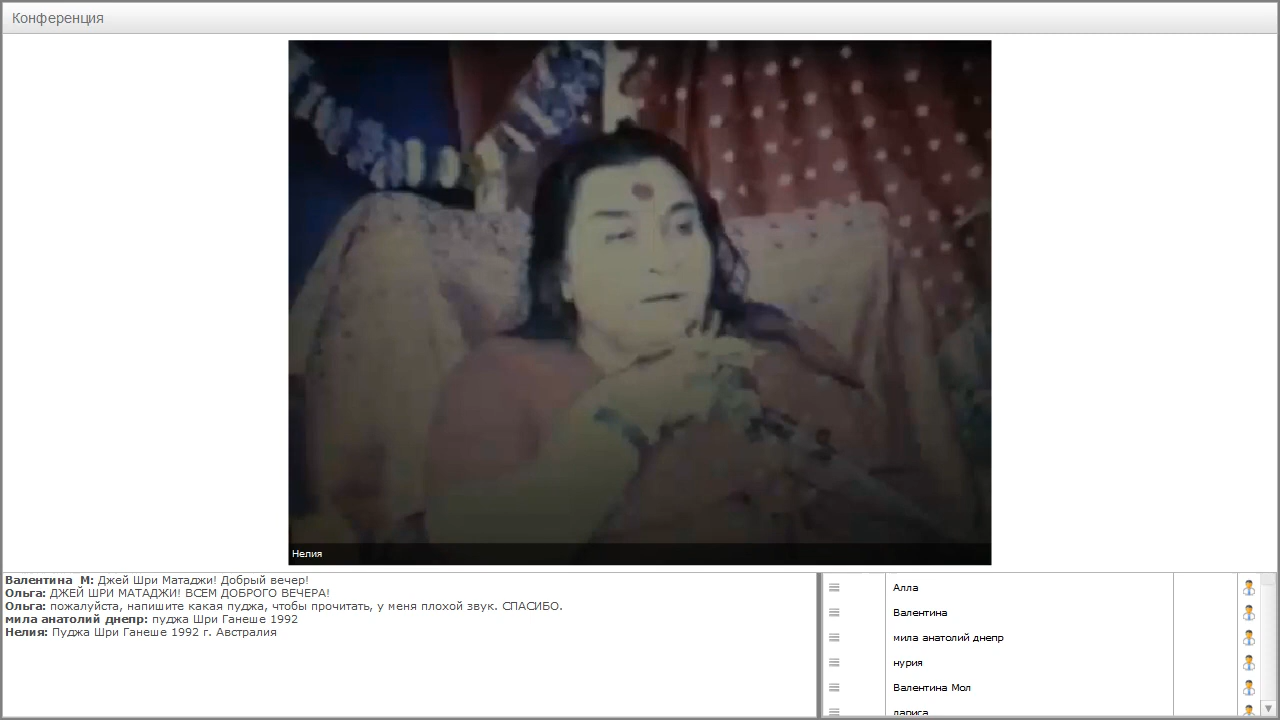 Конференция
Нелия
Валентина М: Джей Шри Матаджи! Добрый вечер!
Ольга: ДЖЕЙ ШРИ МАТАДЖИ! ВСЕМ ДОБРОГО ВЕЧЕРА!
Ольга: пожалуйста, напишите какая пуджа, чтобы прочитать, у меня плохой звук. СПАСИБО.
мила анатолий днепр: пуджа Шри Ганеше 1992
Нелия: Пуджа Шри Ганеше 1992 г. Австралия
Алла
Валентина
мила анатолий днепр
нурия
Валентина Мол
лариса